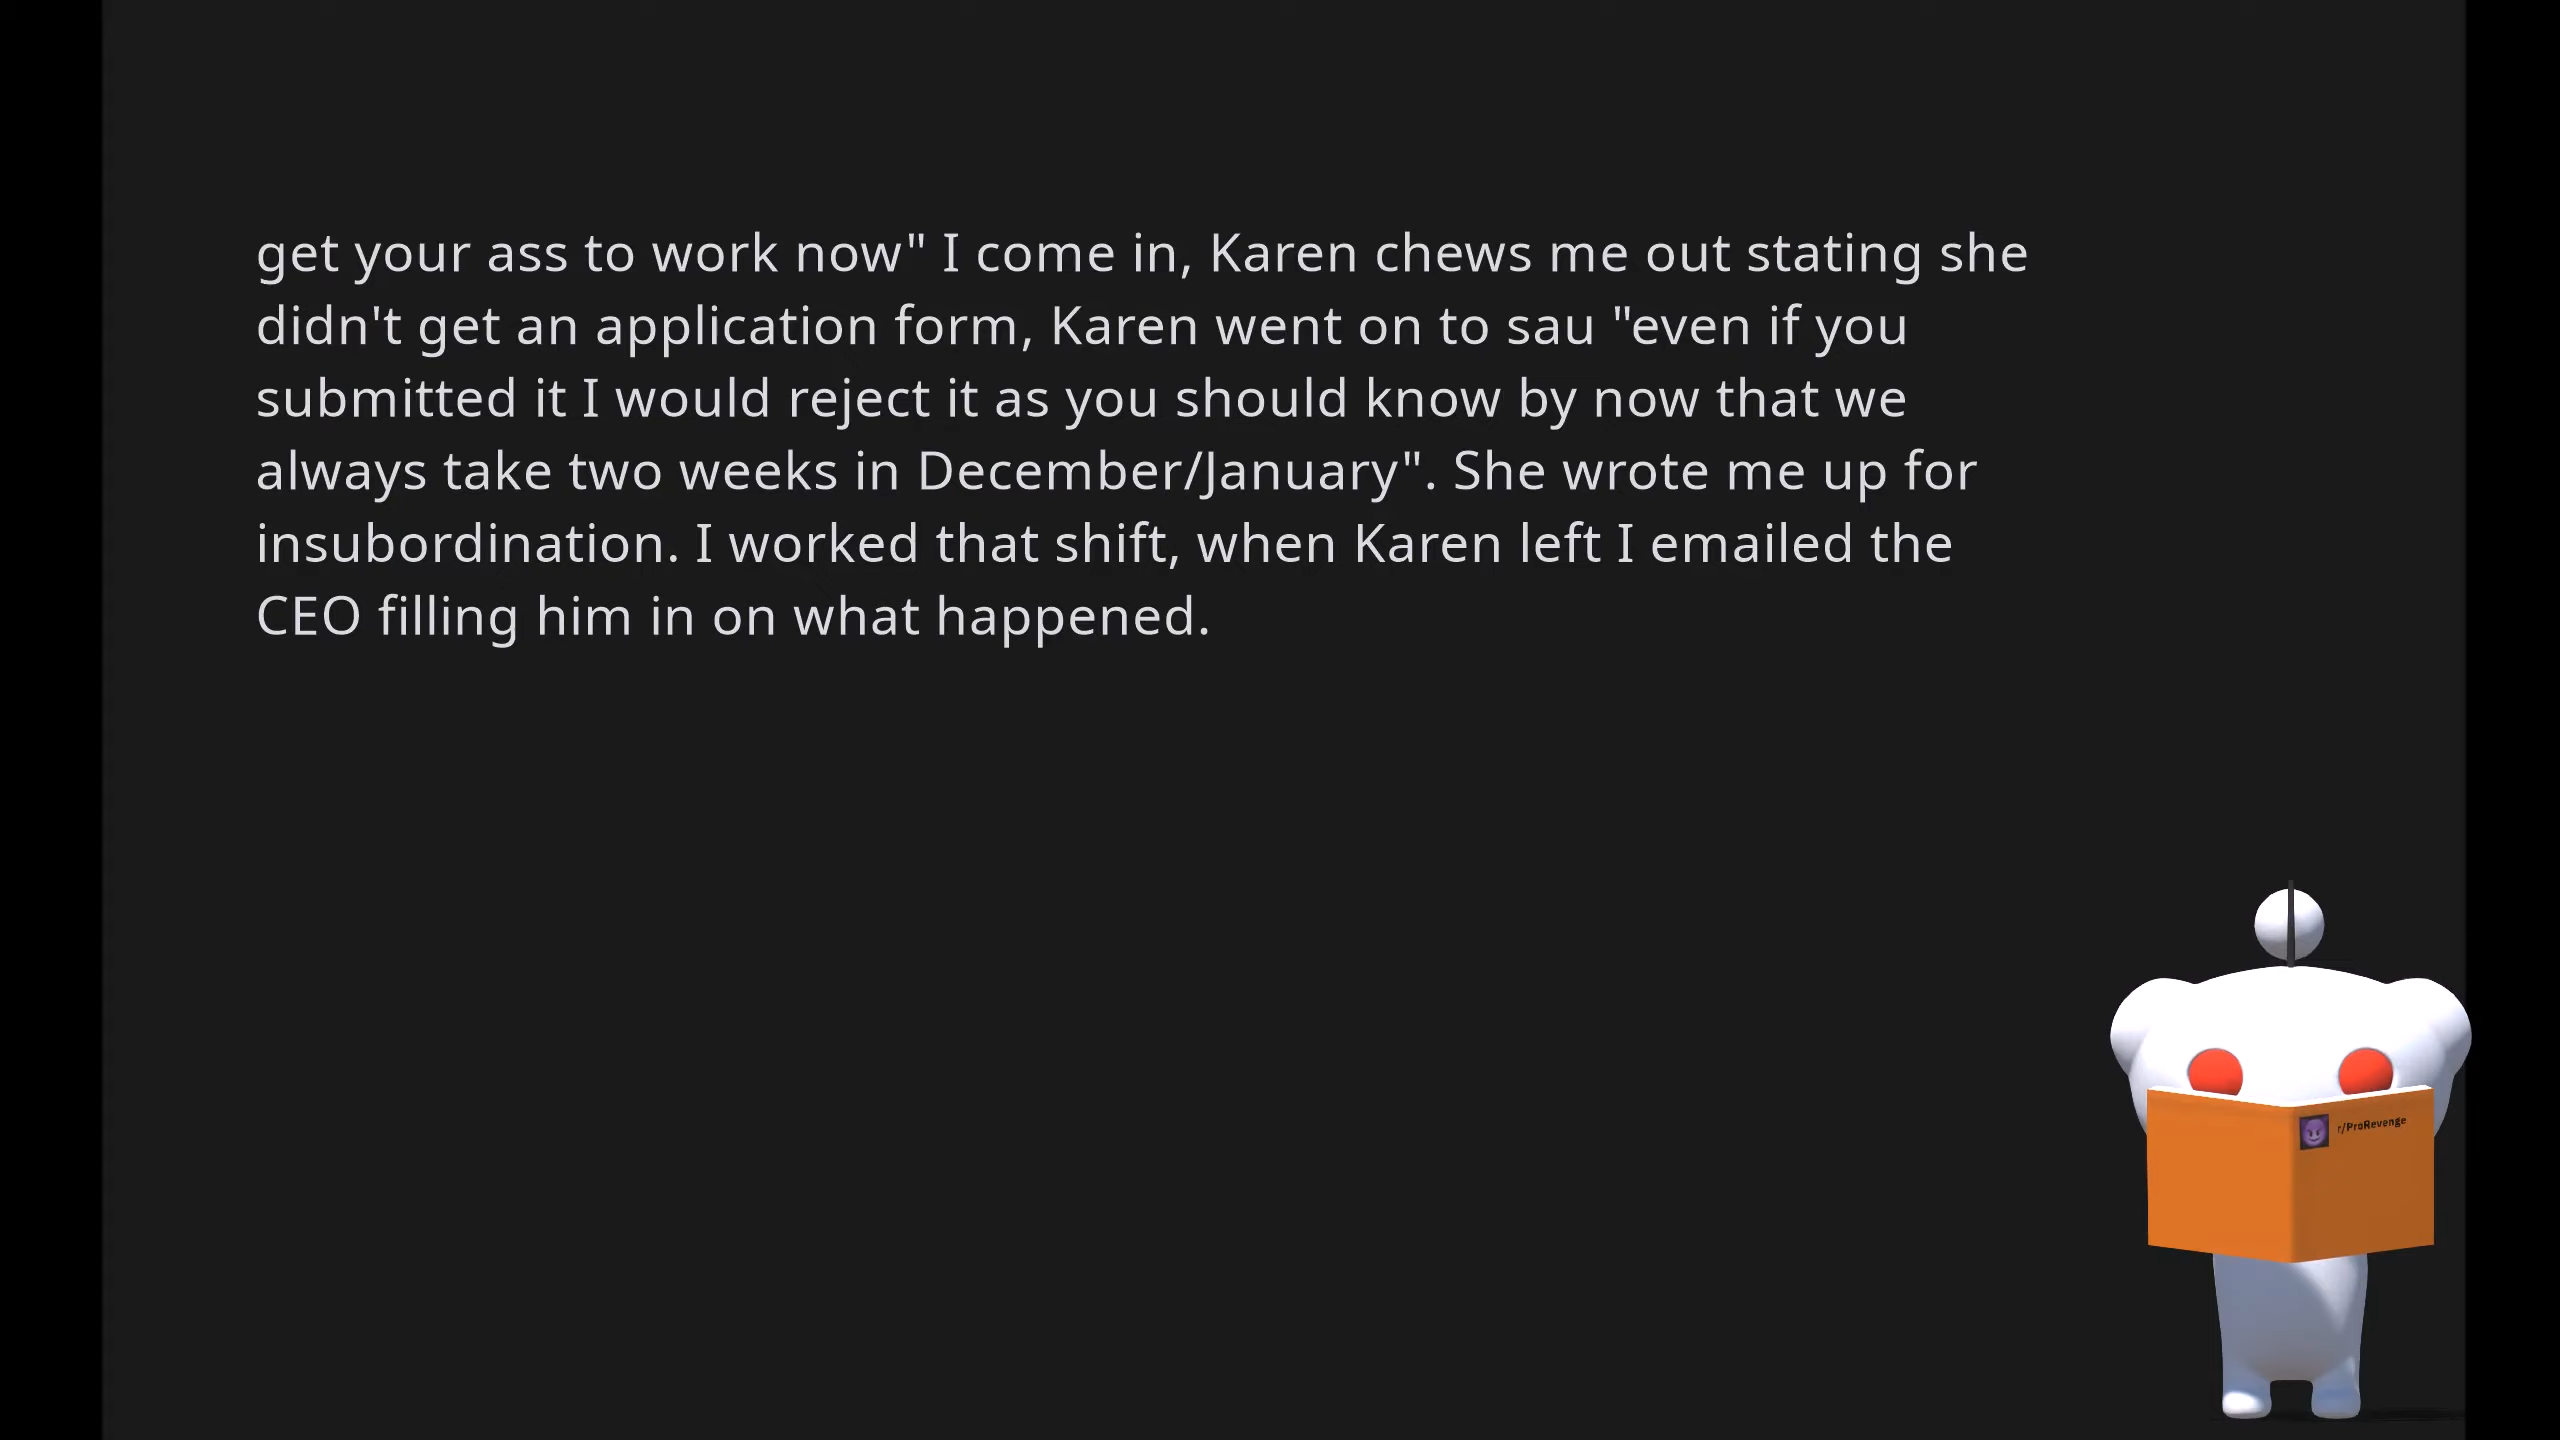 get your ass to work now" I come in, Karen chews me out stating she
didn't get an application form, Karen went on to sau "even if you
submitted it I would reject it as you should know by now that we
always take two weeks in December/January". She wrote me up for
insubordination. I worked that shift, when Karen left I emailed the
CEO filling him in on what happened.
r/ProRevenge